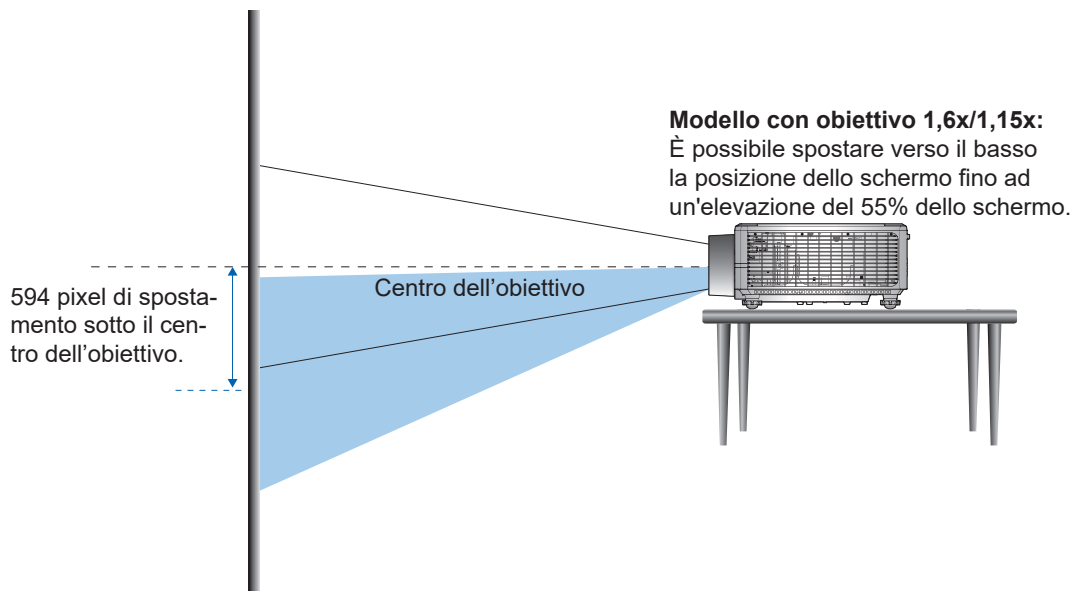 Modello con obiettivo 1,6x/1,15x:
È possibile spostare verso il basso
la posizione dello schermo fino ad
un'elevazione del 55% dello schermo.
Centro dell’obiettivo
594 pixel di sposta-
mento sotto il cen-
tro dell’obiettivo.